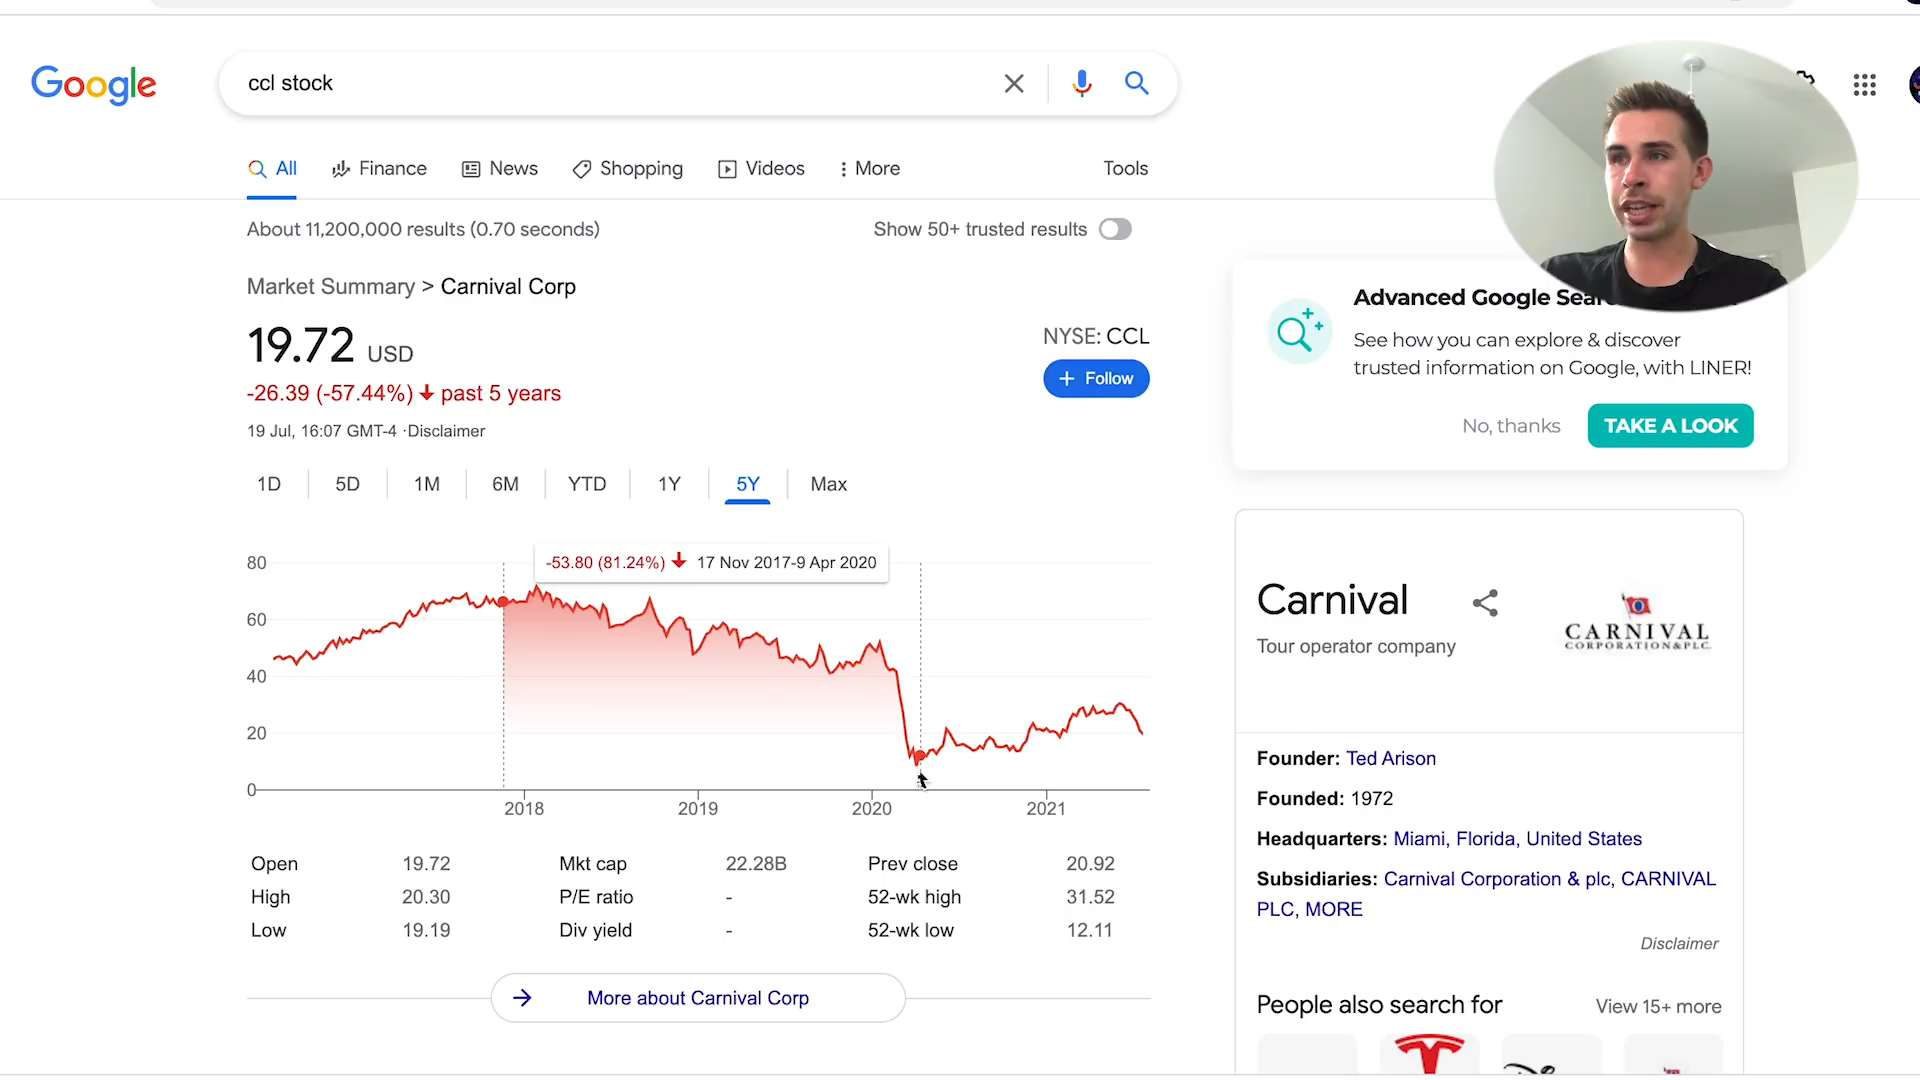 Google
ccl stock
All
Finance
News
Shopping
Videos
More
Tools
About 11,200,000 results (0.70 seconds)
Show 50+ trusted results
Market Summary > Carnival Corp
19.72 USD
NYSE: CCL
-26.39 (-57.44%) past 5 years
+ Follow
19 Jul, 16:07 GMT-4 ·Disclaimer
1D
5D
1M
6M
YTD
1Y
5Y
Max
-53.80 (81.24%) 17 Nov 2017-9 Apr 2020
80
60
40
20
0
2018
2019
2020
2021
Open 19.72 Mkt cap 22.28B Prev close 20.92
High 20.30 P/E ratio - 52-wk high 31.52
Low 19.19 Div yield - 52-wk low 12.11
More about Carnival Corp
Advanced Google
See how you can explore & discover
trusted information on Google, with LINER!
No, thanks
TAKE A LOOK
Carnival
Tour operator company
CARNIVAL
CORPORATION&PLC.
Founder: Ted Arison
Founded: 1972
Headquarters: Miami, Florida, United States
Subsidiaries: Carnival Corporation & plc, CARNIVAL
PLC, MORE
Disclaimer
People also search for
View 15+ more